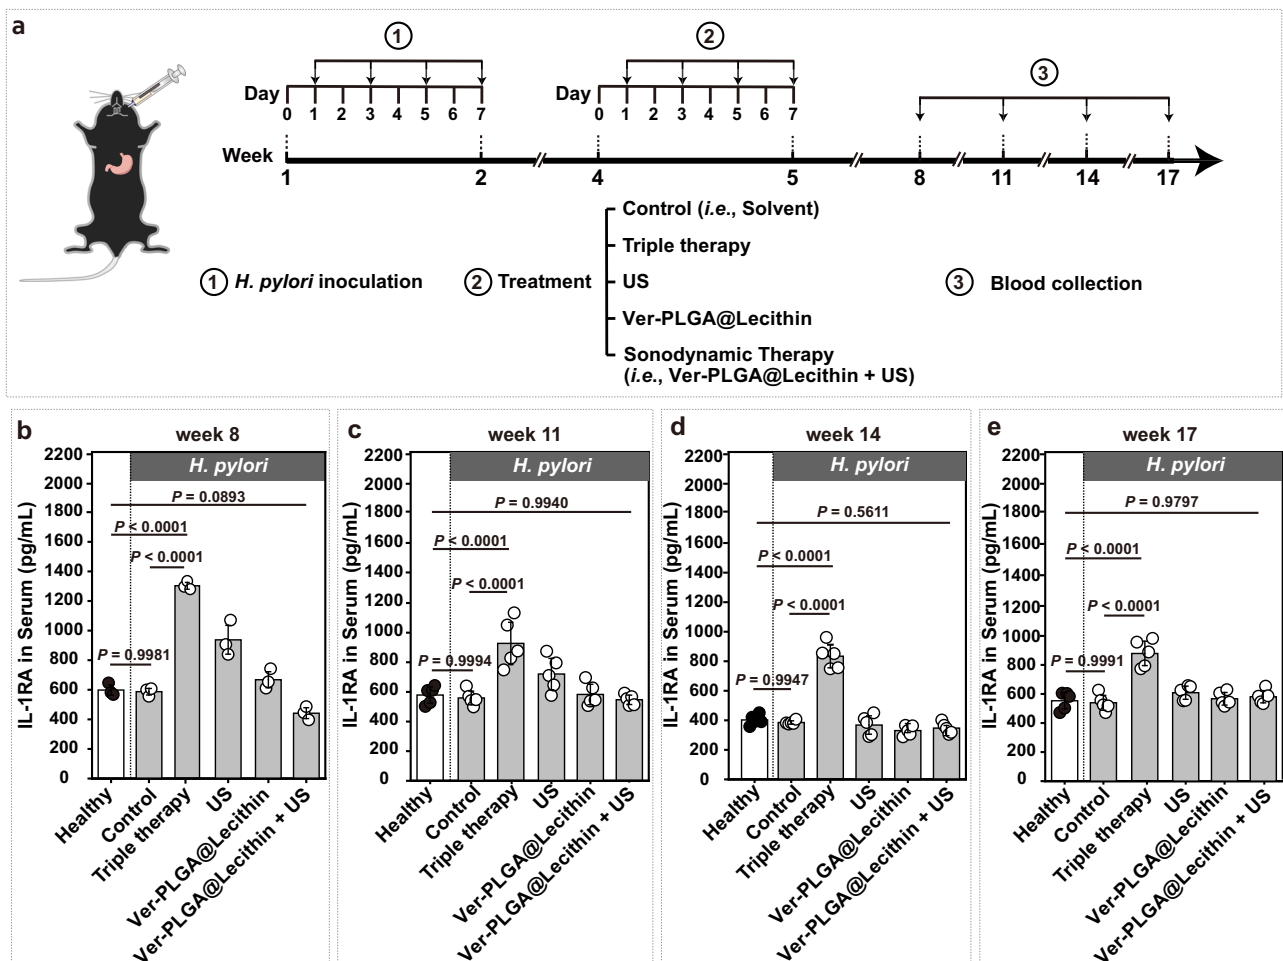 a
1
2
3
Day
0 1 2 3 4 5 6 7
Day
0 1 2 3 4 5 6 7
Week
1 2 4 5 8 11 14 17
1 H. pylori inoculation
2 Treatment
Control (i.e., Solvent)
Triple therapy
US
Ver-PLGA@Lecithin
Sonodynamic Therapy
(i.e., Ver-PLGA@Lecithin + US)
3 Blood collection
b
week 8
H. pylori
IL-1RA in Serum (pg/mL)
2200
2000
1800
1600
1400
1200
1000
800
600
400
200
0
P = 0.0893
P < 0.0001
P < 0.0001
P = 0.9981
Healthy
Control
Triple therapy
US
Ver-PLGA@Lecithin
Ver-PLGA@Lecithin + US
c
week 11
H. pylori
IL-1RA in Serum (pg/mL)
2200
2000
1800
1600
1400
1200
1000
800
600
400
200
0
P = 0.9940
P < 0.0001
P < 0.0001
P = 0.9994
Healthy
Control
Triple therapy
US
Ver-PLGA@Lecithin
Ver-PLGA@Lecithin + US
d
week 14
H. pylori
IL-1RA in Serum (pg/mL)
2200
2000
1800
1600
1400
1200
1000
800
600
400
200
0
P = 0.5611
P < 0.0001
P < 0.0001
P = 0.9947
Healthy
Control
Triple therapy
US
Ver-PLGA@Lecithin
Ver-PLGA@Lecithin + US
e
week 17
H. pylori
IL-1RA in Serum (pg/mL)
2200
2000
1800
1600
1400
1200
1000
800
600
400
200
0
P = 0.9797
P < 0.0001
P < 0.0001
P = 0.9991
Healthy
Control
Triple therapy
US
Ver-PLGA@Lecithin
Ver-PLGA@Lecithin + US